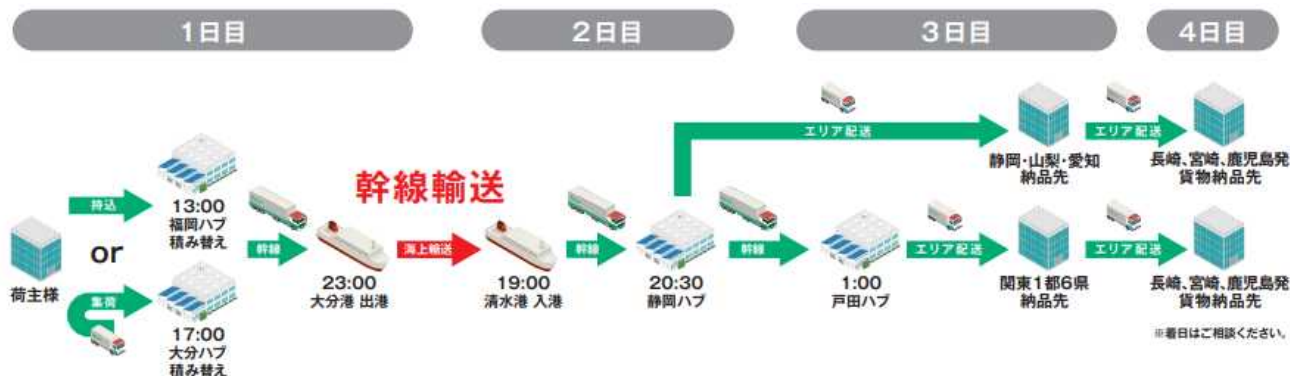 1日目
2日目
3日目
4日目
エリア配送
エリア配送
静岡・山梨・愛知
納品先
長崎、宮崎、鹿児島発
貨物納品先
幹線輸送
持込
13:00
福岡ハブ
積み替え
荷主様
or
集荷
17:00
大分ハブ
積み替え
幹線
23:00
大分港 出港
海上輸送
19:00
清水港 入港
幹線
20:30
静岡ハブ
幹線
1:00
戸田ハブ
エリア配送
関東1都6県
納品先
エリア配送
長崎、宮崎、鹿児島発
貨物納品先
※着日はご相談ください。